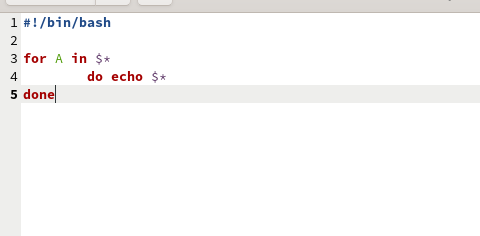 1 #!/bin/bash
2
3 for A in $*
4         do echo $*
5 done